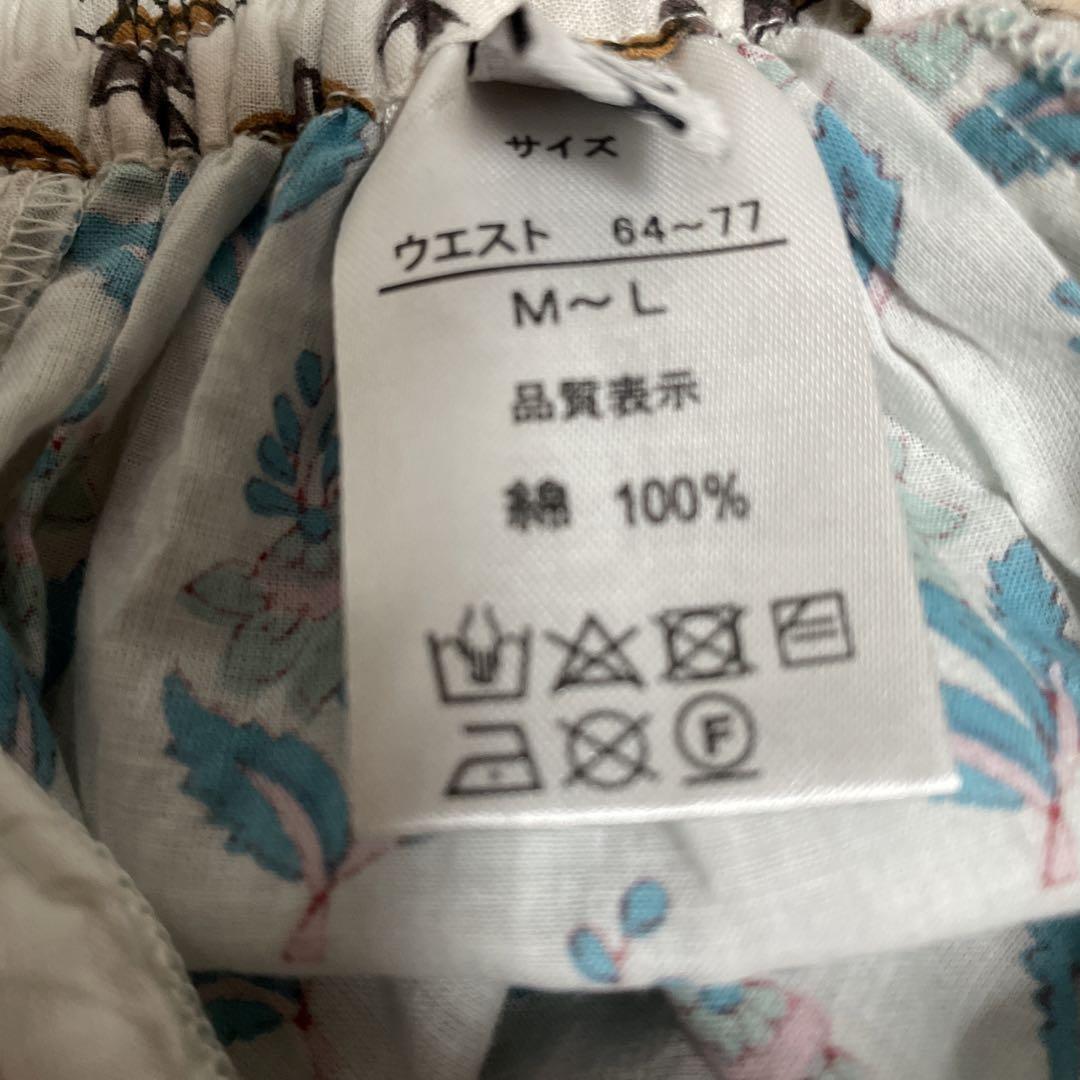 サイズ
ウエスト 64～77
M～L
品質表示
綿 100%
F